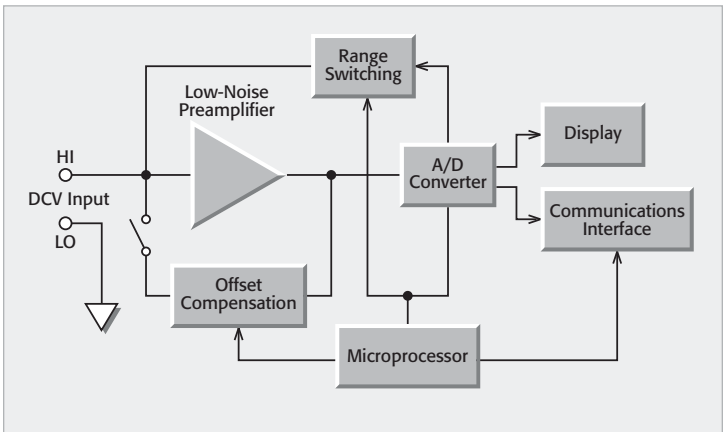 Range
Switching
Low-Noise
Preamplifier
Display
HI
A/D
Converter
DCV Input
Communications
Interface
LO
Offset
Compensation
Microprocessor